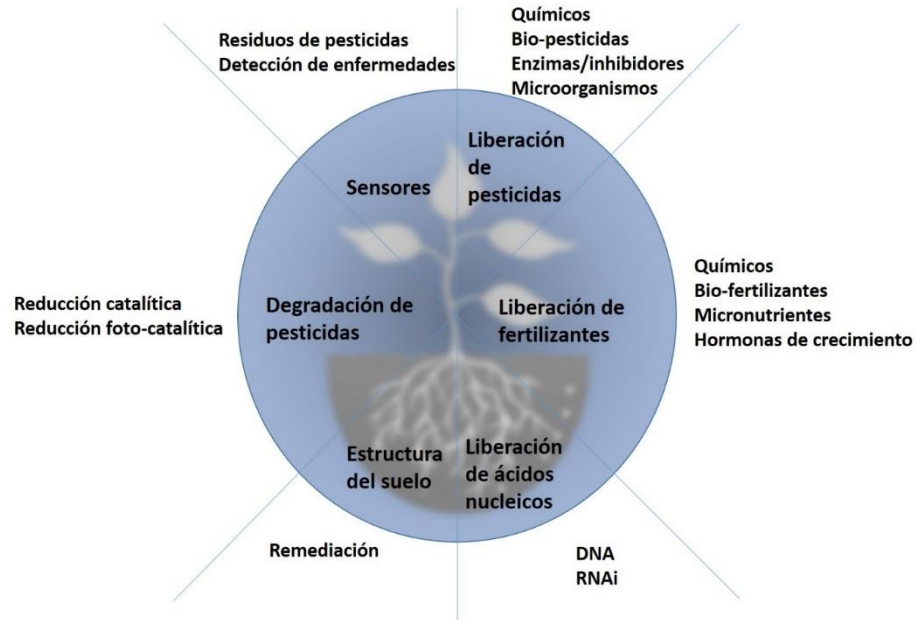 Residuos de pesticidas
Detección de enfermedades
Químicos
Bio-pesticidas
Enzimas/inhibidores
Microorganismos
Sensores
Liberación
de
pesticidas
Reducción catalítica
Reducción foto-catalítica
Degradación de
pesticidas
Liberación de
fertilizantes
Químicos
Bio-fertilizantes
Micronutrientes
Hormonas de crecimiento
Estructura
del suelo
Liberación
de ácidos
nucleicos
Remediación
DNA
RNAi